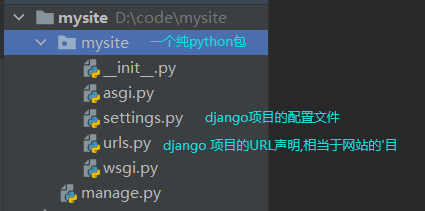 mysite D:\code\mysite
mysite 一个纯python包
__init__.py
asgi.py
settings.py django项目的配置文件
urls.py django 项目的URL声明,相当于网站的'目
wsgi.py
manage.py